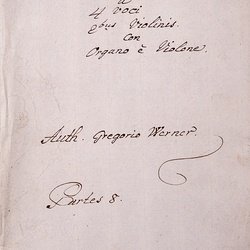 à
4 Voci
2bus Violinis.
Con
Organo è Violone.
Auth. Gregorio Werner.
Partes 8.